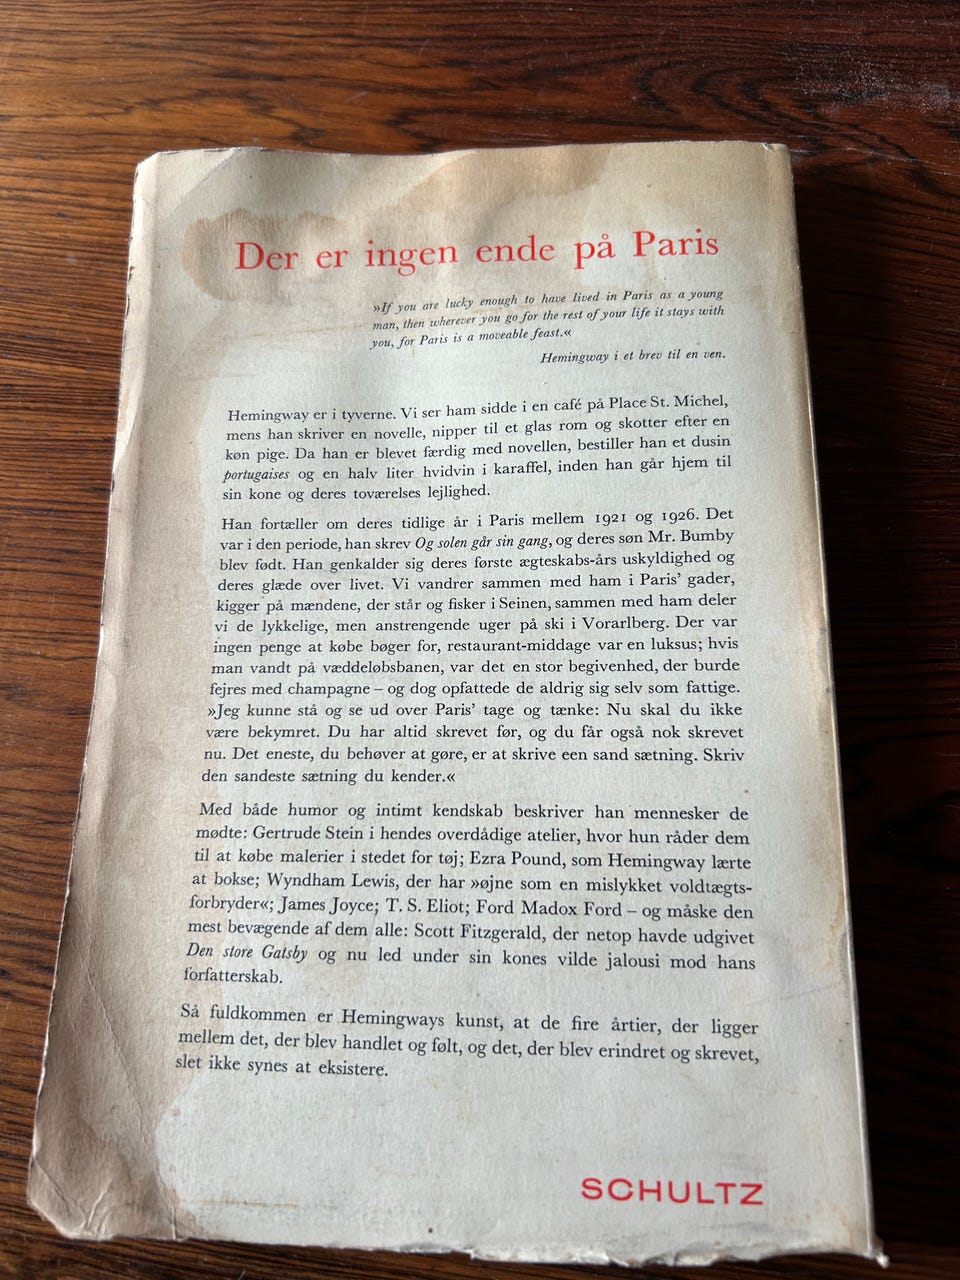 Der er ingen ende på Paris
»If you are lucky enough to have lived in Paris as a young
man, then wherever you go for the rest of your life it stays with
you, for Paris is a moveable feast.«
Hemingway i et brev til en ven.
Hemingway er i tyverne. Vi ser ham sidde i en café på Place St. Michel,
mens han skriver en novelle, nipper til et glas rom og skotter efter en
køn pige. Da han er blevet færdig med novellen, bestiller han et dusin
portugaises og en halv liter hvidvin i karaffel, inden han går hjem til
sin kone og deres toværelses lejlighed.
Han fortæller om deres tidlige år i Paris mellem 1921 og 1926. Det
var i den periode, han skrev Og solen går sin gang, og deres søn Mr. Bumby
blev født. Han genkalder sig deres første ægteskabs-års uskyldighed og
deres glæde over livet. Vi vandrer sammen med ham i Paris' gader,
kigger på mændene, der står og fisker i Seinen, sammen med ham deler
vi de lykkelige, men anstrengende uger på ski i Vorarlberg. Der var
ingen penge at købe bøger for, restaurant-middage var en luksus; hvis
man vandt på væddeløbsbanen, var det en stor begivenhed, der burde
fejres med champagne – og dog opfattede de aldrig sig selv som fattige.
»Jeg kunne stå og se ud over Paris' tage og tænke: Nu skal du ikke
være bekymret. Du har altid skrevet før, og du får også nok skrevet
nu. Det eneste, du behøver at gøre, er at skrive een sand sætning. Skriv
den sandeste sætning du kender.«
Med både humor og intimt kendskab beskriver han mennesker de
mødte: Gertrude Stein i hendes overdådige atelier, hvor hun råder dem
til at købe malerier i stedet for tøj; Ezra Pound, som Hemingway lærte
at bokse; Wyndham Lewis, der har »øjne som en mislykket voldtægts-
forbryder«; James Joyce; T. S. Eliot; Ford Madox Ford – og måske den
mest bevægende af dem alle: Scott Fitzgerald, der netop havde udgivet
Den store Gatsby og nu led under sin kones vilde jalousi mod hans
forfatterskab.
Så fuldkommen er Hemingways kunst, at de fire årtier, der ligger
mellem det, der blev handlet og følt, og det, der blev erindret og skrevet,
slet ikke synes at eksistere.
SCHULTZ